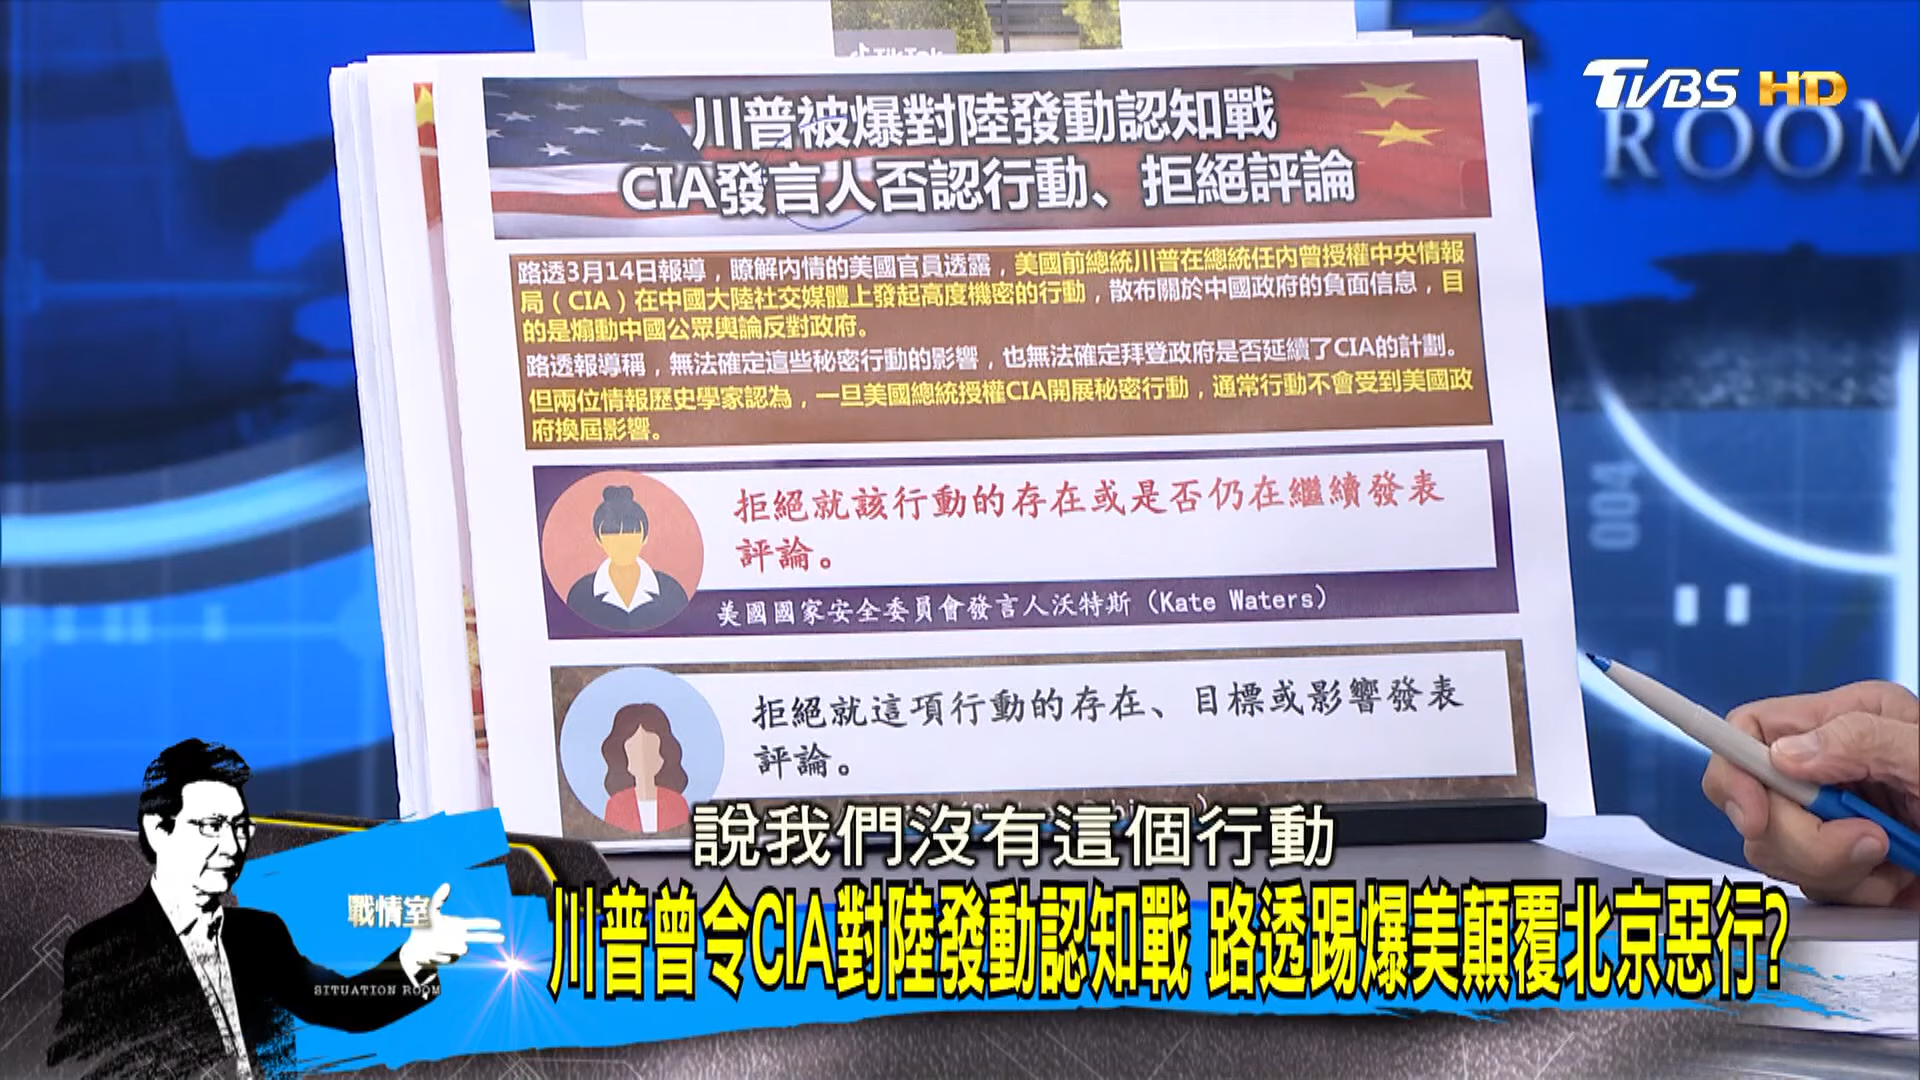 TikTok
TVBS HD
N ROOM
川普被爆對陸發動認知戰
CIA發言人否認行動、拒絕評論
路透3月14日報導，瞭解內情的美國官員透露，美國前總統川普在總統任內曾授權中央情報
局（CIA）在中國大陸社交媒體上發起高度機密的行動，散布關於中國政府的負面信息，目
的是煽動中國公眾輿論反對政府。
路透報導稱，無法確定這些秘密行動的影響，也無法確定拜登政府是否延續了CIA的計劃。
但兩位情報歷史學家認為，一旦美國總統授權CIA開展秘密行動，通常行動不會受到美國政
府換屆影響。
拒絕就該行動的存在或是否仍在繼續發表
評論。
美國國家安全委員會發言人沃特斯（Kate Waters）
004
拒絕就這項行動的存在、目標或影響發表
評論。
說我們沒有這個行動
戰情室
SITUATION ROOM
川普曾令CIA對陸發動認知戰 路透踢爆美顛覆北京惡行?